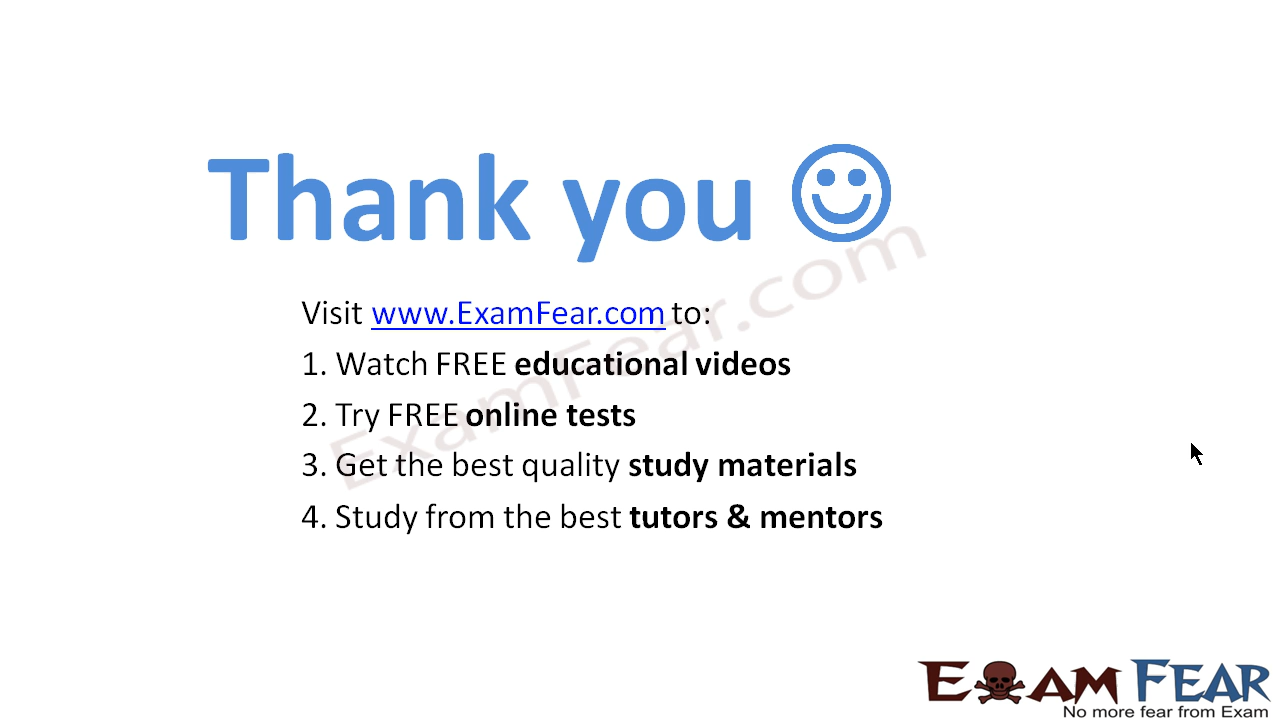 Thank you ☺
Visit www.ExamFear.com to:
1. Watch FREE educational videos
2. Try FREE online tests
3. Get the best quality study materials
4. Study from the best tutors & mentors
ExamFear.com
EXAM FEAR
No more fear from Exam